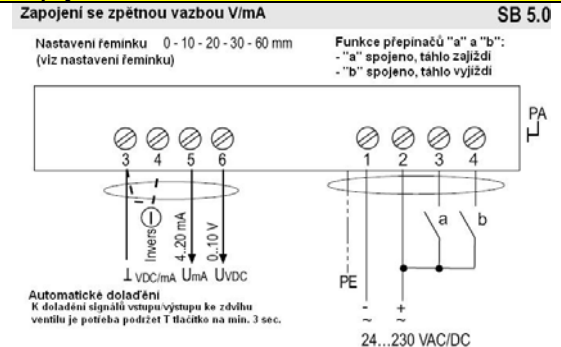 Zapojení se zpětnou vazbou V/mA
SB 5.0
Nastavení řemínku 0 - 10 - 20 - 30 - 60 mm
(viz nastavení řemínku)
Funkce přepínačů "a" a "b":
- "a" spojeno, táhlo zajíždí
- "b" spojeno, táhlo vyjíždí
PA
3 4 5 6
1 2 3 4
Invers
4..20 mA
0..10 V
a b
⊥ VDC/mA UmA UVDC
PE
- +
~ ~
Automatické doladění
K doladění signálů vstupu/výstupu ke zdvihu
ventilu je potřeba podržet T tlačítko na min. 3 sec.
24...230 VAC/DC